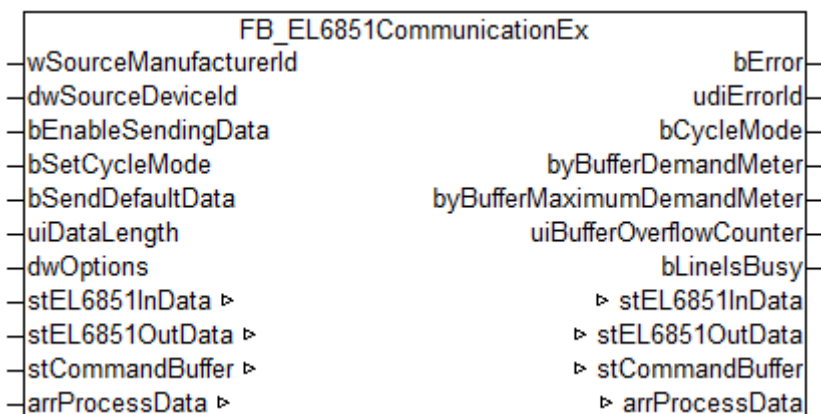 FB_EL6851CommunicationEx
wSourceManufacturerId bError
dwSourceDeviceId udiErrorId
bEnableSendingData bCycleMode
bSetCycleMode byBufferDemandMeter
bSendDefaultData byBufferMaximumDemandMeter
uiDataLength uiBufferOverflowCounter
dwOptions bLineIsBusy
stEL6851InData ▹ ▹ stEL6851InData
stEL6851OutData ▹ ▹ stEL6851OutData
stCommandBuffer ▹ ▹ stCommandBuffer
arrProcessData ▹ ▹ arrProcessData